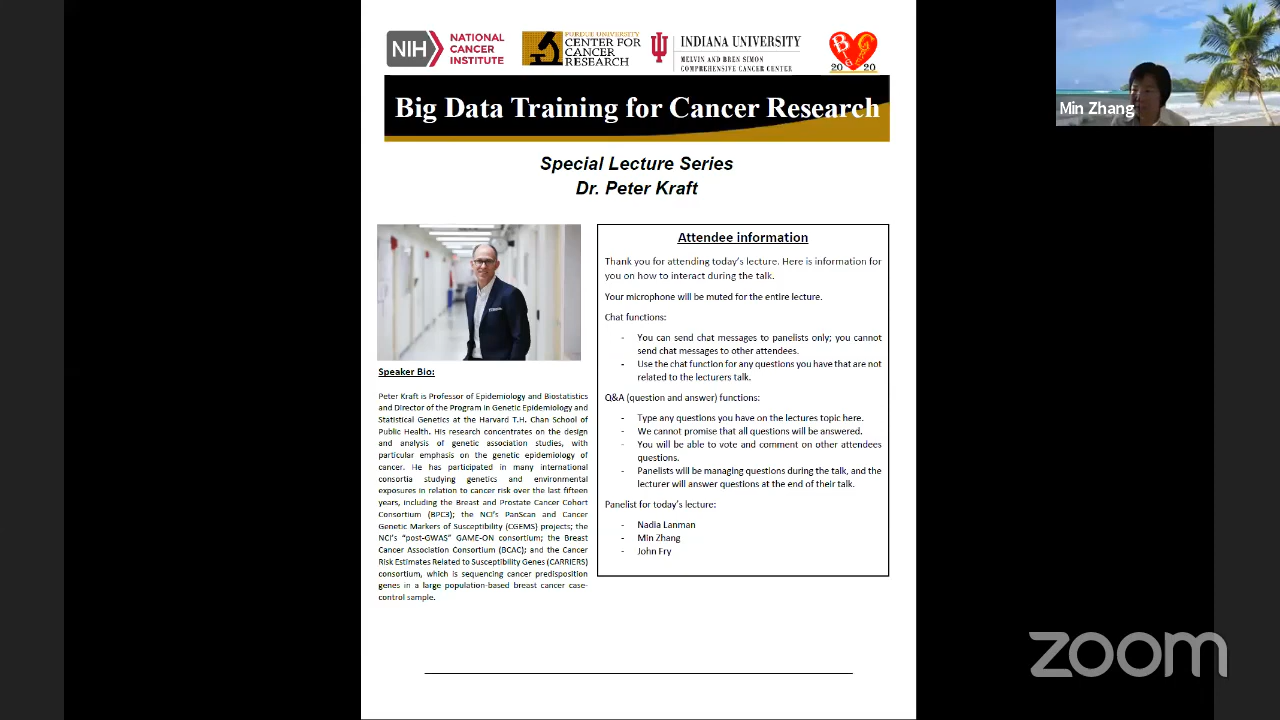 NIH
NATIONAL
CANCER
INSTITUTE
PURDUE UNIVERSITY
CENTER FOR
CANCER
RESEARCH
INDIANA UNIVERSITY
MELVIN AND BREN SIMON
COMPREHENSIVE CANCER CENTER
2020
Big Data Training for Cancer Research
Min Zhang
Special Lecture Series
Dr. Peter Kraft
Speaker Bio:
Peter Kraft is Professor of Epidemiology and Biostatistics
and Director of the Program in Genetic Epidemiology and
Statistical Genetics at the Harvard T.H. Chan School of
Public Health. His research concentrates on the design
and analysis of genetic association studies, with
particular emphasis on the genetic epidemiology of
cancer. He has participated in many international
consortia studying genetics and environmental
exposures in relation to cancer risk over the last fifteen
years, including the Breast and Prostate Cancer Cohort
Consortium (BPC3); the NCI's PanScan and Cancer
Genetic Markers of Susceptibility (CGEMS) projects; the
NCI's "post-GWAS" GAME-ON consortium; the Breast
Cancer Association Consortium (BCAC); and the Cancer
Risk Estimates Related to Susceptibility Genes (CARRIERS)
consortium, which is sequencing cancer predisposition
genes in a large population-based breast cancer case-
control sample.
Attendee information
Thank you for attending today's lecture. Here is information for
you on how to interact during the talk.
Your microphone will be muted for the entire lecture.
Chat functions:
- You can send chat messages to panelists only; you cannot
send chat messages to other attendees.
- Use the chat function for any questions you have that are not
related to the lecturers talk.
Q&A (question and answer) functions:
- Type any questions you have on the lectures topic here.
- We cannot promise that all questions will be answered.
- You will be able to vote and comment on other attendees
questions.
- Panelists will be managing questions during the talk, and the
lecturer will answer questions at the end of their talk.
Panelist for today's lecture:
- Nadia Lanman
- Min Zhang
- John Fry
zoom